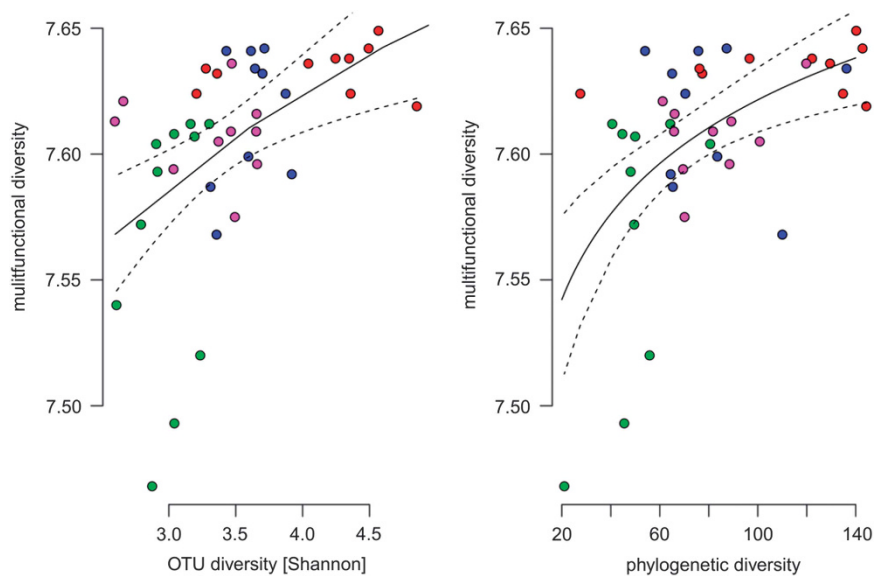 mulitfunctional diversity
7.65
7.60
7.55
7.50
3.0 3.5 4.0 4.5
OTU diversity [Shannon]
multifunctional diversity
7.65
7.60
7.55
7.50
20 60 100 140
phylogenetic diversity